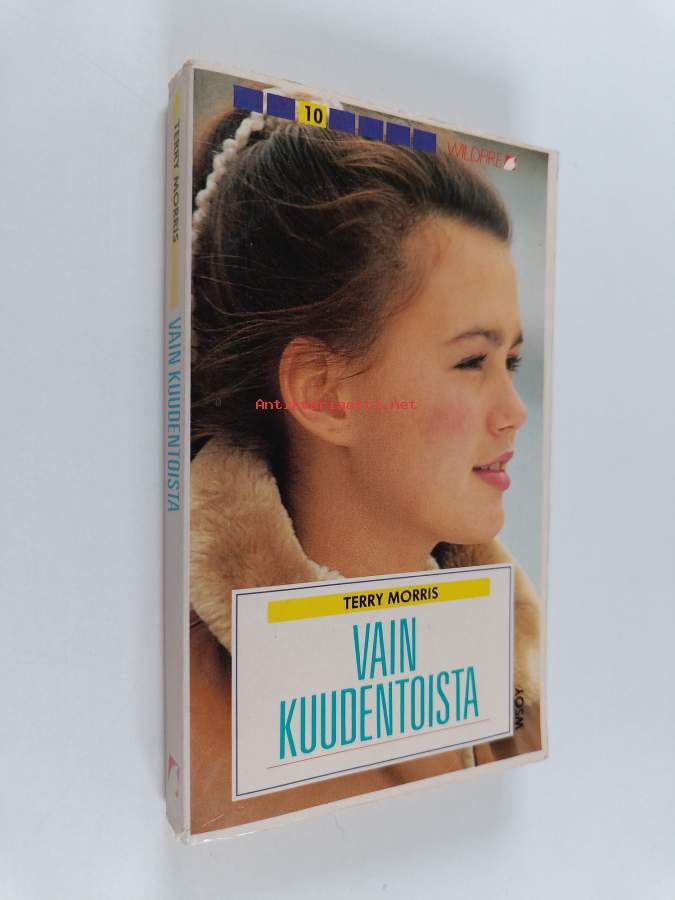 10
WILDFIRE
TERRY MORRIS
VAIN KUUDENTOISTA
Antikvariaatti.net
TERRY MORRIS
VAIN
KUUDENTOISTA
WSOY